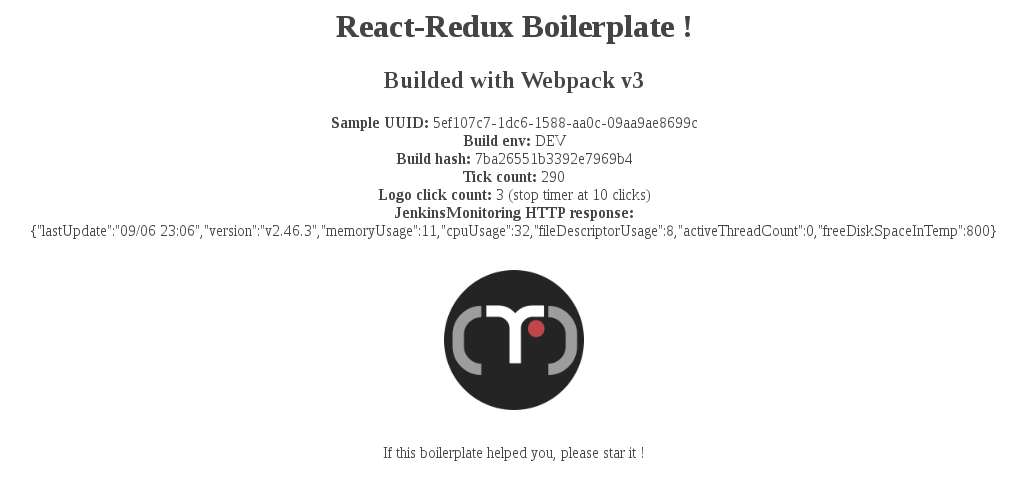 React-Redux Boilerplate !
Builded with Webpack v3
Sample UUID: 5ef107c7-1dc6-1588-aa0c-09aa9ae8699c
Build env: DEV
Build hash: 7ba26551b3392e7969b4
Tick count: 290
Logo click count: 3 (stop timer at 10 clicks)
JenkinsMonitoring HTTP response:
{"lastUpdate":"09/06 23:06","version":"v2.46.3","memoryUsage":11,"cpuUsage":32,"fileDescriptorUsage":8,"activeThreadCount":0,"freeDiskSpaceInTemp":800}
If this boilerplate helped you, please star it !